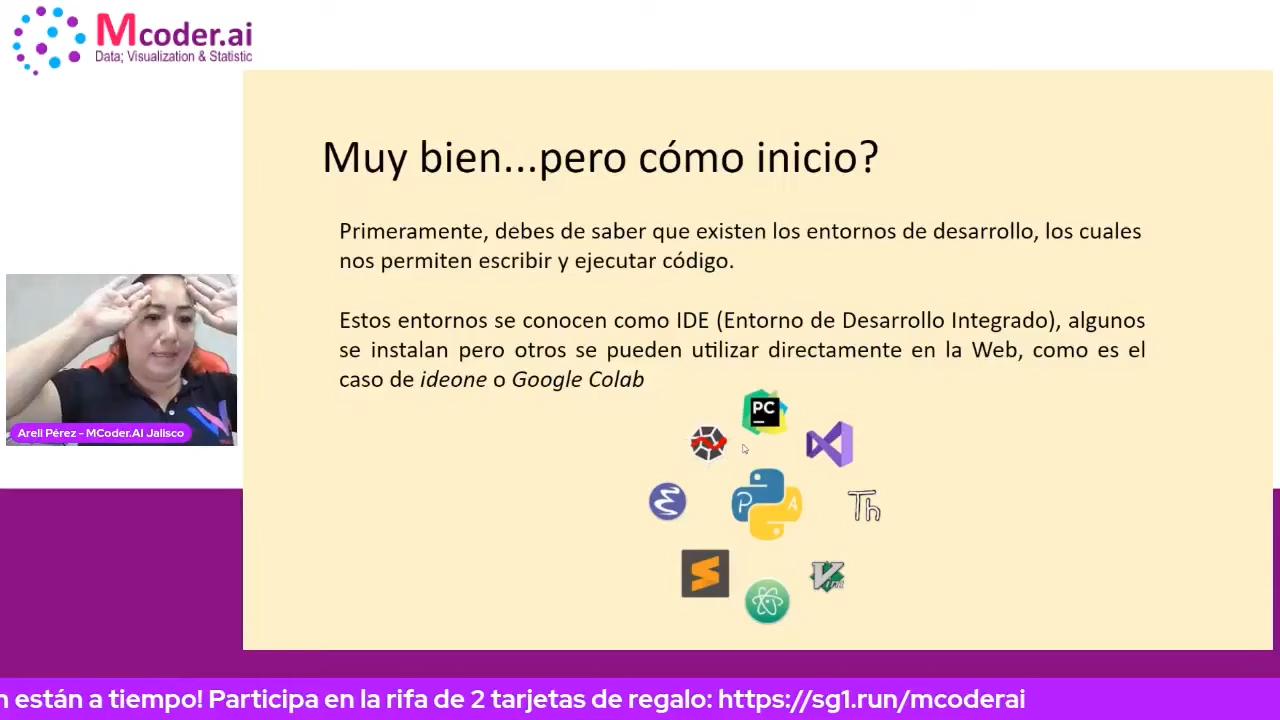 Mcoder.ai
Data; Visualization & Statistic
Muy bien...pero cómo inicio?
Primeramente, debes de saber que existen los entornos de desarrollo, los cuales
nos permiten escribir y ejecutar código.
Estos entornos se conocen como IDE (Entorno de Desarrollo Integrado), algunos
se instalan pero otros se pueden utilizar directamente en la Web, como es el
caso de ideone o Google Colab
PC
P A
Th
Vim
Arell Pérez - MCoder.AI Jalisco
n están a tiempo! Participa en la rifa de 2 tarjetas de regalo: https://sg1.run/mcoderai